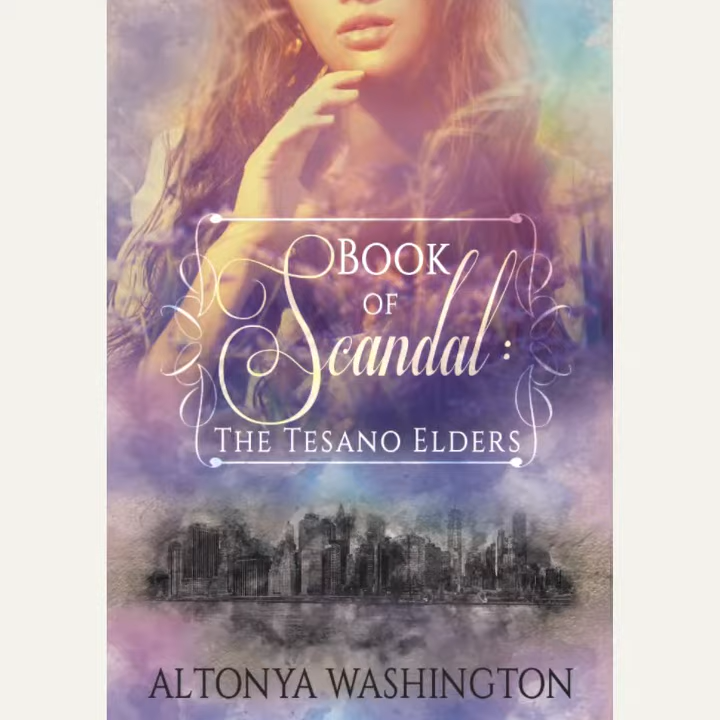 BOOK
OF
Scandal:
THE TESANO ELDERS
ALTONYA WASHINGTON